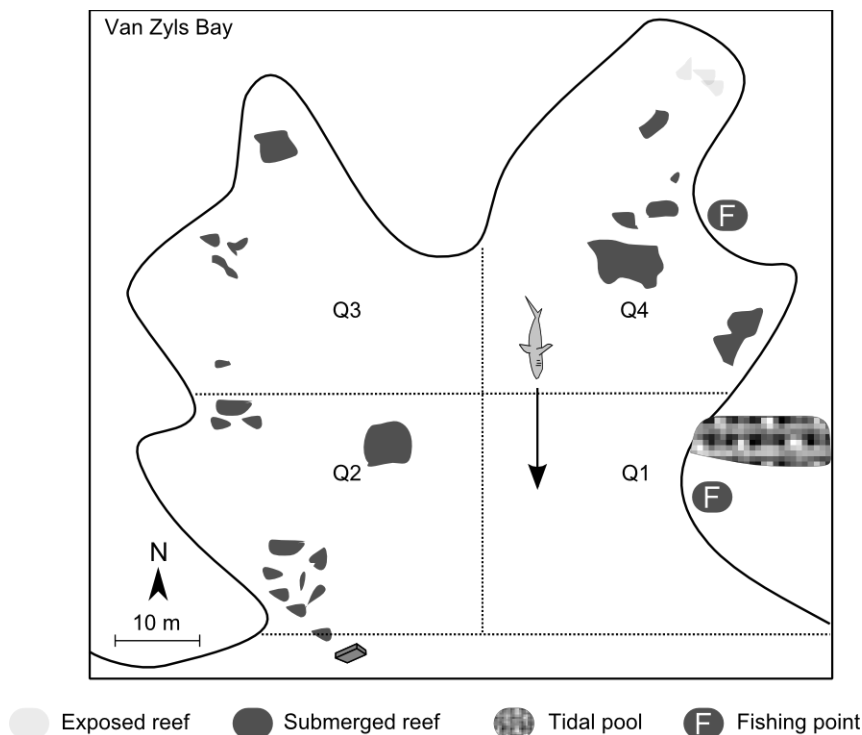 Van Zyls Bay
F
Q3
Q4
Q2
Q1
F
N
10 m
Exposed reef
Submerged reef
Tidal pool
F Fishing point